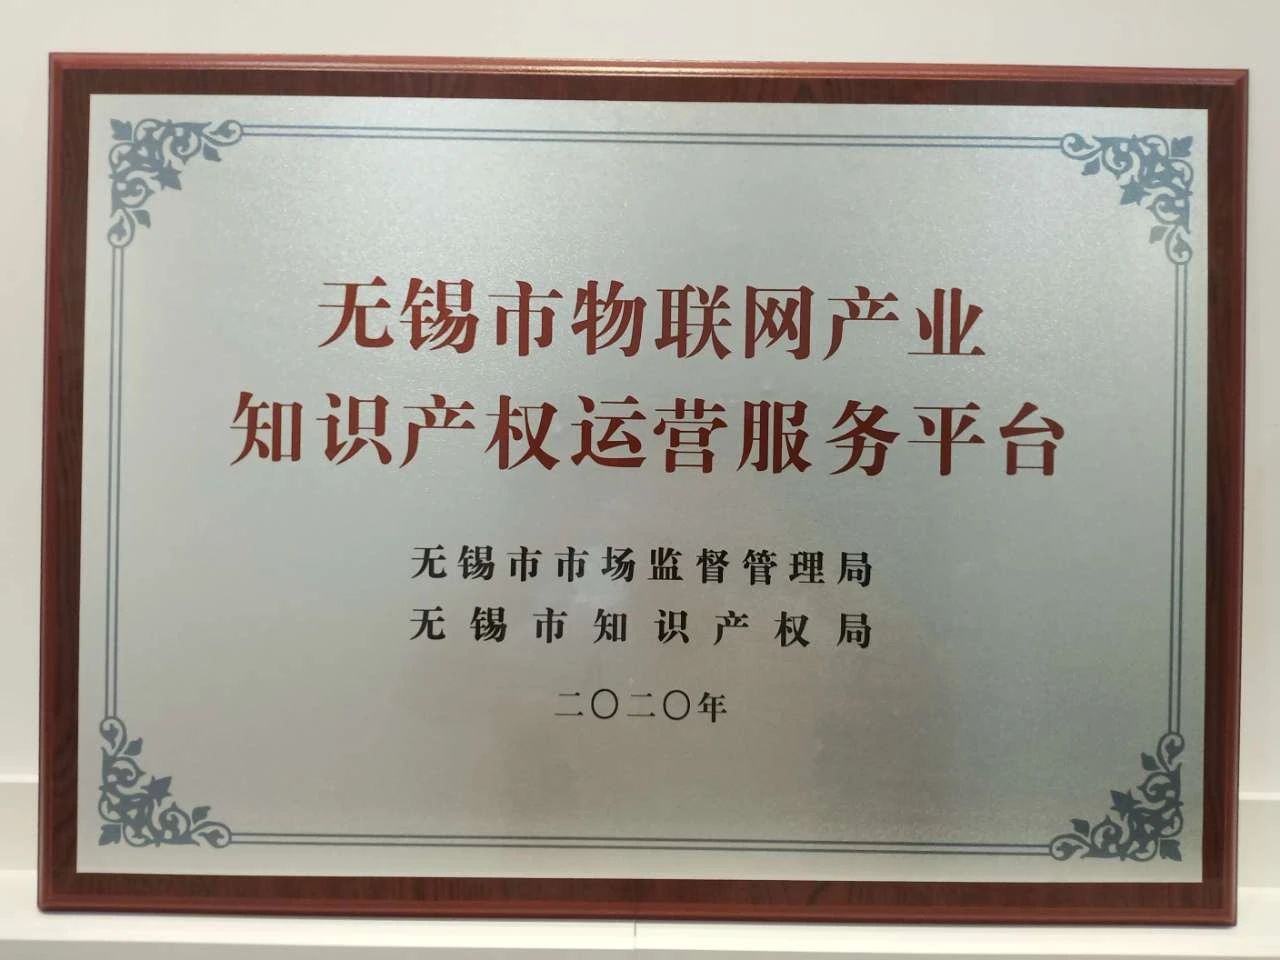 无锡市物联网产业
知识产权运营服务平台
无锡市市场监督管理局
无锡市知识产权局
二〇二〇年